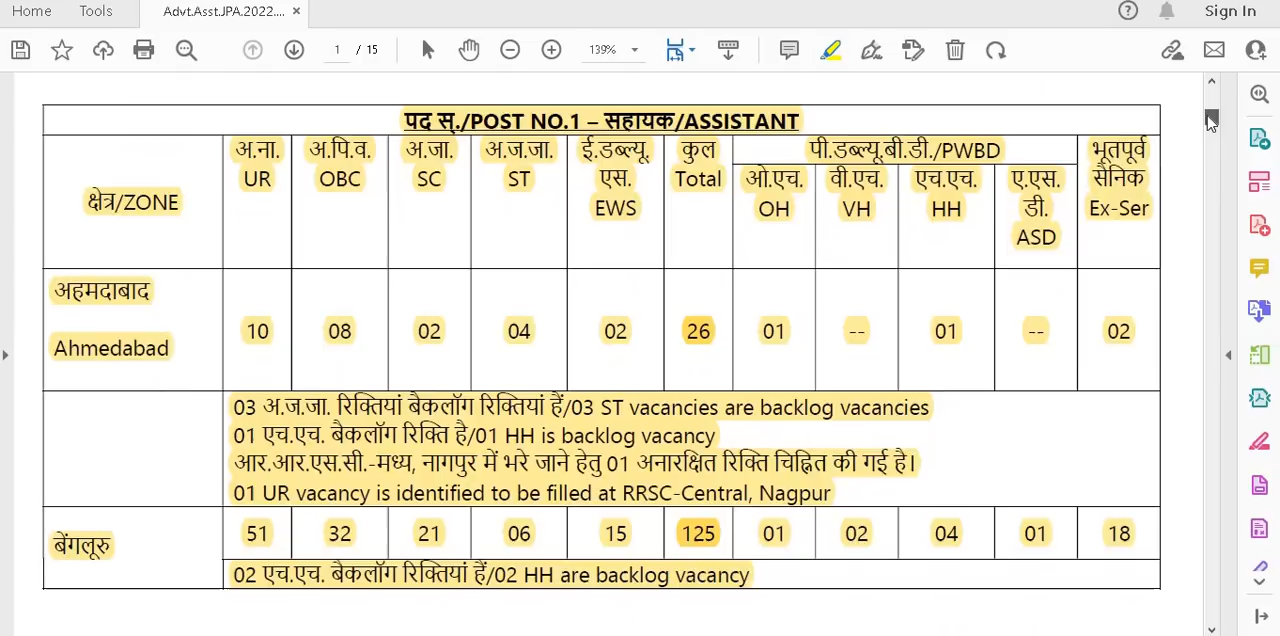 Home Tools Advt.Asst.JPA.2022.... × Sign In
1 / 15 139%
पद स्./POST NO.1 – सहायक/ASSISTANT
क्षेत्र/ZONE
अ.ना.
UR
अ.पि.व.
OBC
अ.जा.
SC
अ.ज.जा.
ST
ई.डब्ल्यू.
एस.
EWS
कुल
Total
पी.डब्ल्यू.बी.डी./PWBD
ओ.एच.
OH
वी.एच.
VH
एच.एच.
HH
ए.एस.
डी.
ASD
भूतपूर्व
सैनिक
Ex-Ser
अहमदाबाद
Ahmedabad
10 08 02 04 02 26 01 -- 01 -- 02
03 अ.ज.जा. रिक्तियां बैकलॉग रिक्तियां हैं/03 ST vacancies are backlog vacancies
01 एच.एच. बैकलॉग रिक्ति है/01 HH is backlog vacancy
आर.आर.एस.सी.-मध्य, नागपुर में भरे जाने हेतु 01 अनारक्षित रिक्ति चिह्नित की गई है।
01 UR vacancy is identified to be filled at RRSC-Central, Nagpur
बेंगलूरु 51 32 21 06 15 125 01 02 04 01 18
02 एच.एच. बैकलॉग रिक्तियां हैं/02 HH are backlog vacancy